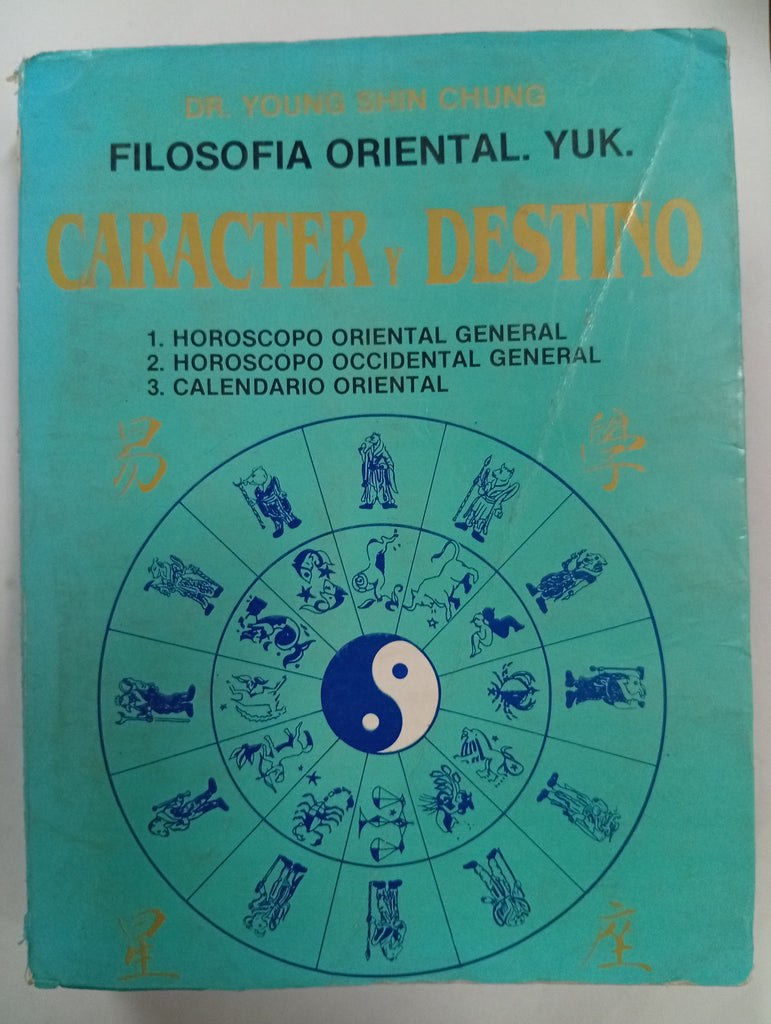 DR. YOUNG SHIN CHUNG
FILOSOFIA ORIENTAL. YUK.
CARACTER Y DESTINO
1. HOROSCOPO ORIENTAL GENERAL
2. HOROSCOPO OCCIDENTAL GENERAL
3. CALENDARIO ORIENTAL
易 學
星 座